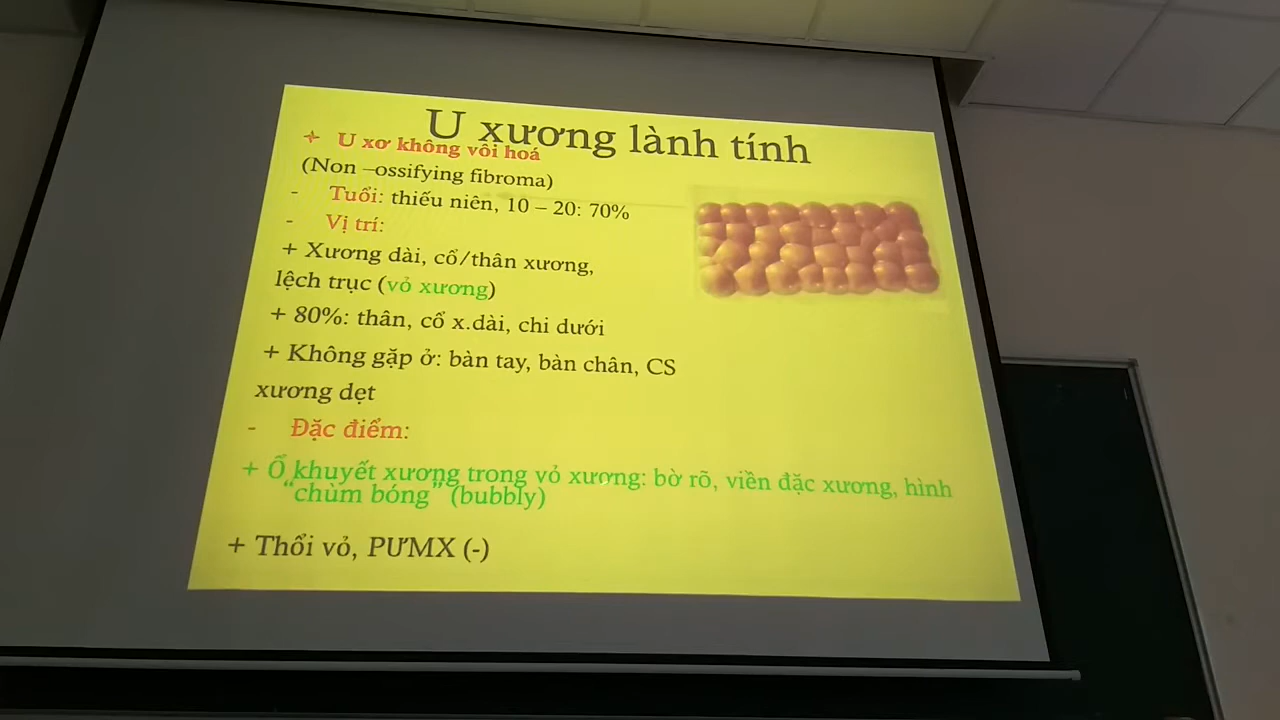 U xương lành tính
+ U xơ không vôi hoá
(Non –ossifying fibroma)
- Tuổi: thiếu niên, 10 – 20: 70%
- Vị trí:
+ Xương dài, cổ/thân xương,
lệch trục (vỏ xương)
+ 80%: thân, cổ x.dài, chi dưới
+ Không gặp ở: bàn tay, bàn chân, CS
xương dẹt
- Đặc điểm:
+ Ổ khuyết xương trong vỏ xương: bờ rõ, viền đặc xương, hình
“chùm bóng” (bubbly)
+ Thổi vỏ, PƯMX (-)